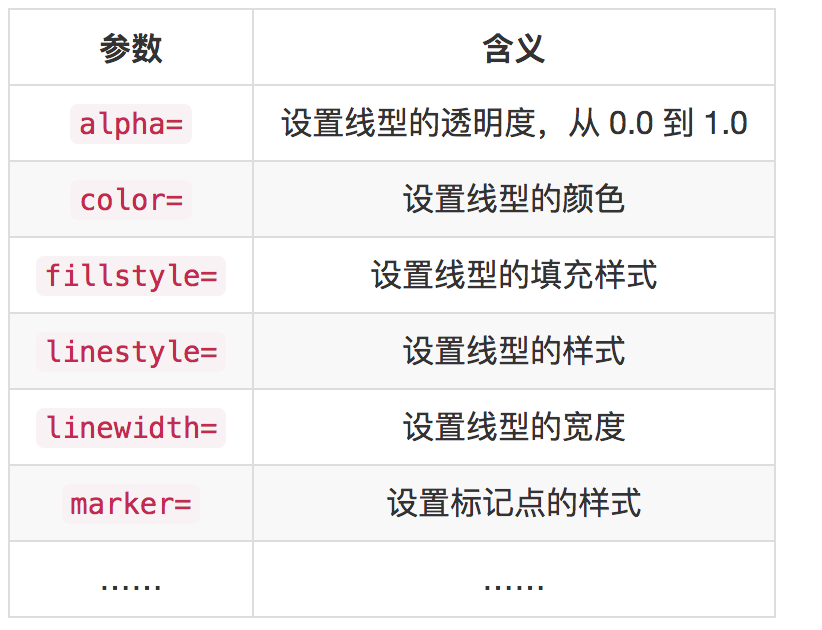 参数 含义
alpha= 设置线型的透明度，从 0.0 到 1.0
color= 设置线型的颜色
fillstyle= 设置线型的填充样式
linestyle= 设置线型的样式
linewidth= 设置线型的宽度
marker= 设置标记点的样式
…… ……